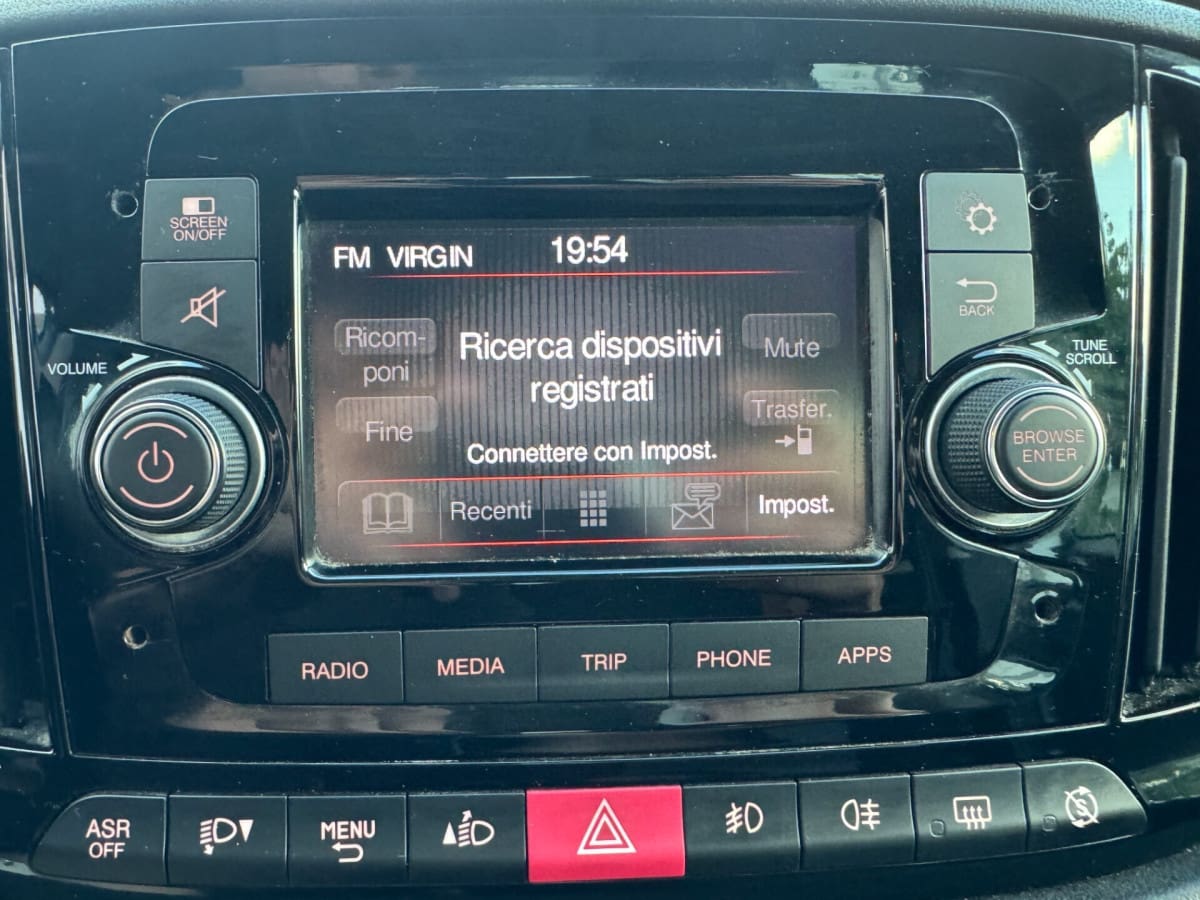 SCREEN
ON/OFF
VOLUME
FM VIRGIN 19:54
Ricom-
poni
Fine
Ricerca dispositivi
registrati
Connettere con Impost.
Mute
Trasfer.
Recenti
Impost.
BACK
TUNE
SCROLL
BROWSE
ENTER
RADIO
MEDIA
TRIP
PHONE
APPS
ASR
OFF
MENU